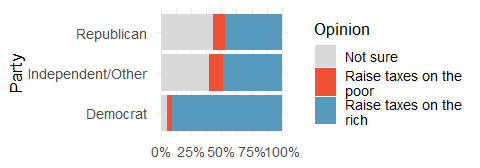 Party
Republican
Independent/Other
Democrat
0% 25% 50% 75% 100%
Opinion
Not sure
Raise taxes on the
poor
Raise taxes on the
rich